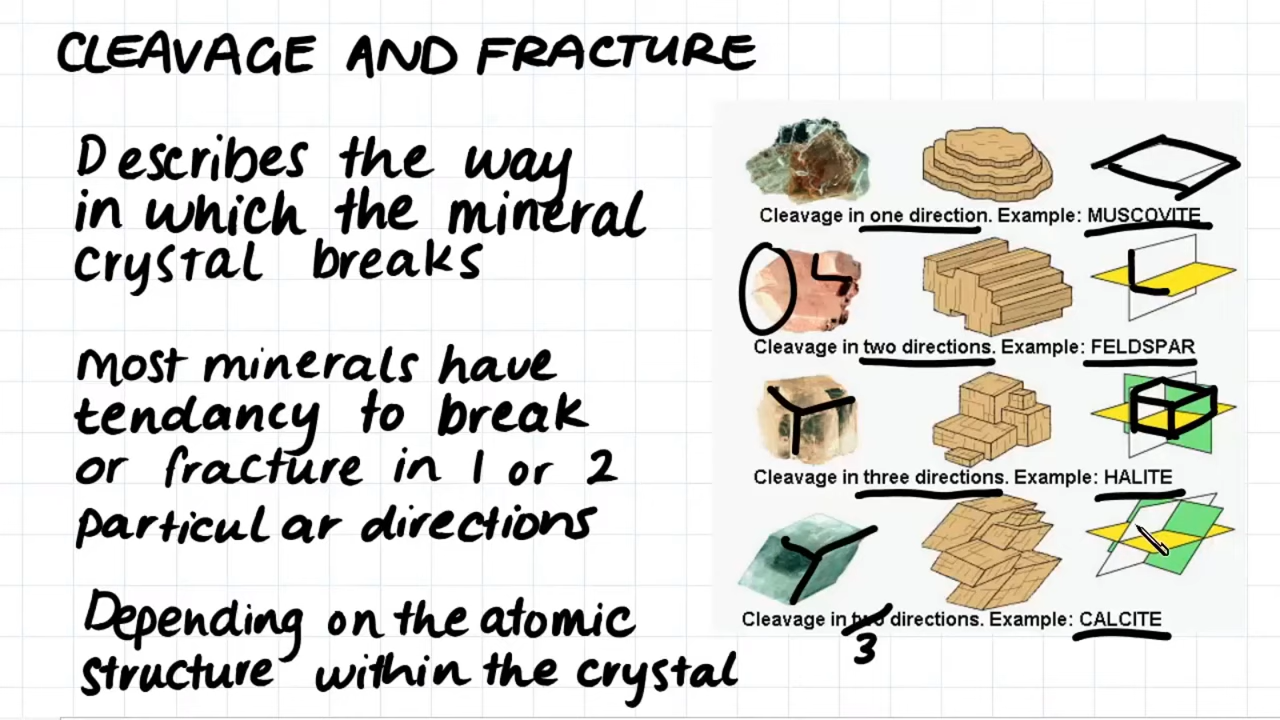 CLEAVAGE AND FRACTURE
Describes the way
in which the mineral
crystal breaks
Most minerals have
tendancy to break
or fracture in 1 or 2
particular directions
Depending on the atomic
structure within the crystal
Cleavage in one direction. Example: MUSCOVITE
Cleavage in two directions. Example: FELDSPAR
Cleavage in three directions. Example: HALITE
Cleavage in two directions. Example: CALCITE
3